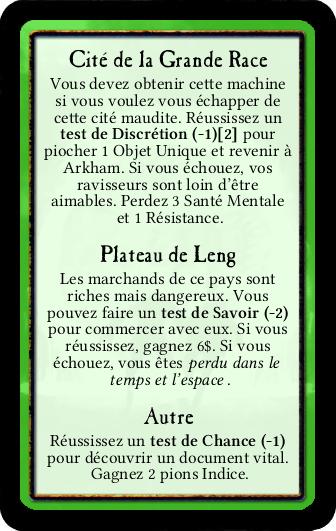 Cité de la Grande Race
Vous devez obtenir cette machine
si vous voulez vous échapper de
cette cité maudite. Réussissez un
test de Discrétion (-1)[2] pour
piocher 1 Objet Unique et revenir à
Arkham. Si vous échouez, vos
ravisseurs sont loin d'être
aimables. Perdez 3 Santé Mentale
et 1 Résistance.
Plateau de Leng
Les marchands de ce pays sont
riches mais dangereux. Vous
pouvez faire un test de Savoir (-2)
pour commercer avec eux. Si vous
réussissez, gagnez 6$. Si vous
échouez, vous êtes perdu dans le
temps et l'espace .
Autre
Réussissez un test de Chance (-1)
pour découvrir un document vital.
Gagnez 2 pions Indice.